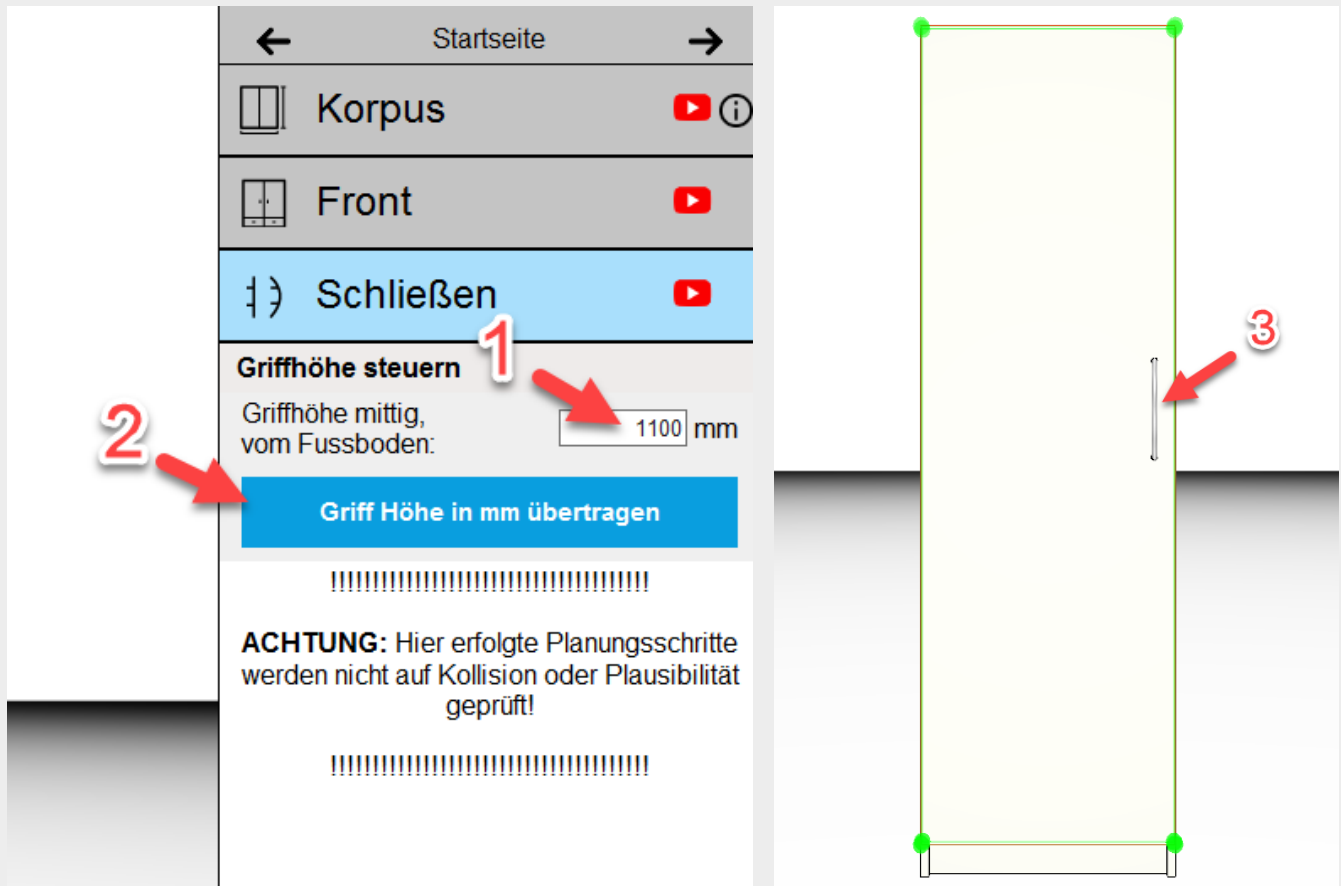 Startseite
Korpus
Front
Schließen
1
Griffhöhe steuern
Griffhöhe mittig,
vom Fussboden:
1100 mm
2
Griff Höhe in mm übertragen
!!!!!!!!!!!!!!!!!!!!!!!!!!!!!!!!!!!!!!
ACHTUNG: Hier erfolgte Planungsschritte
werden nicht auf Kollision oder Plausibilität
geprüft!
!!!!!!!!!!!!!!!!!!!!!!!!!!!!!!!!!!!!!!
3